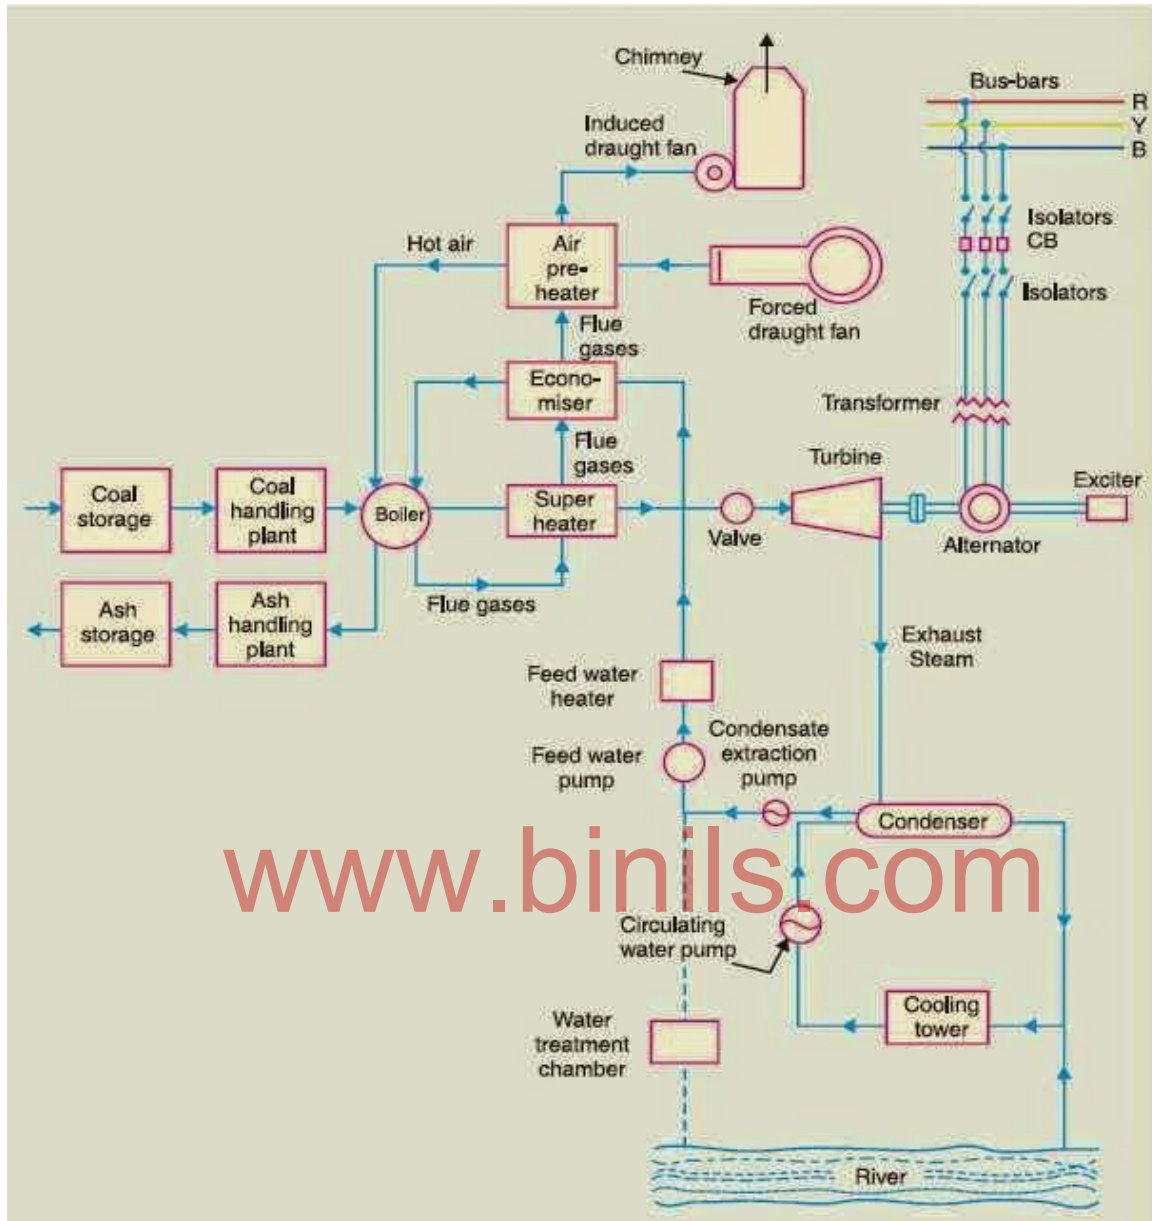 Chimney
Bus-bars
R
Y
B
Induced
draught fan
Isolators
CB
Isolators
Hot air
Air
pre-
heater
Forced
draught fan
Flue
gases
Econo-
miser
Transformer
Flue
gases
Turbine
Coal
storage
Coal
handling
plant
Boiler
Super
heater
Valve
Exciter
Alternator
Flue gases
Ash
storage
Ash
handling
plant
Exhaust
Steam
Feed water
heater
Condensate
extraction
pump
Feed water
pump
Condenser
www.binils.com
Circulating
water pump
Cooling
tower
Water
treatment
chamber
River